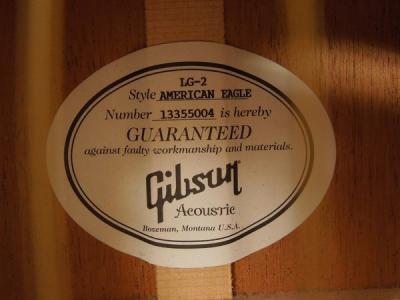 LG-2
Style AMERICAN EAGLE
Number 13355004 is hereby
GUARANTEED
against faulty workmanship and materials.
Gibson
Acoustic
Bozeman, Montana U.S.A.